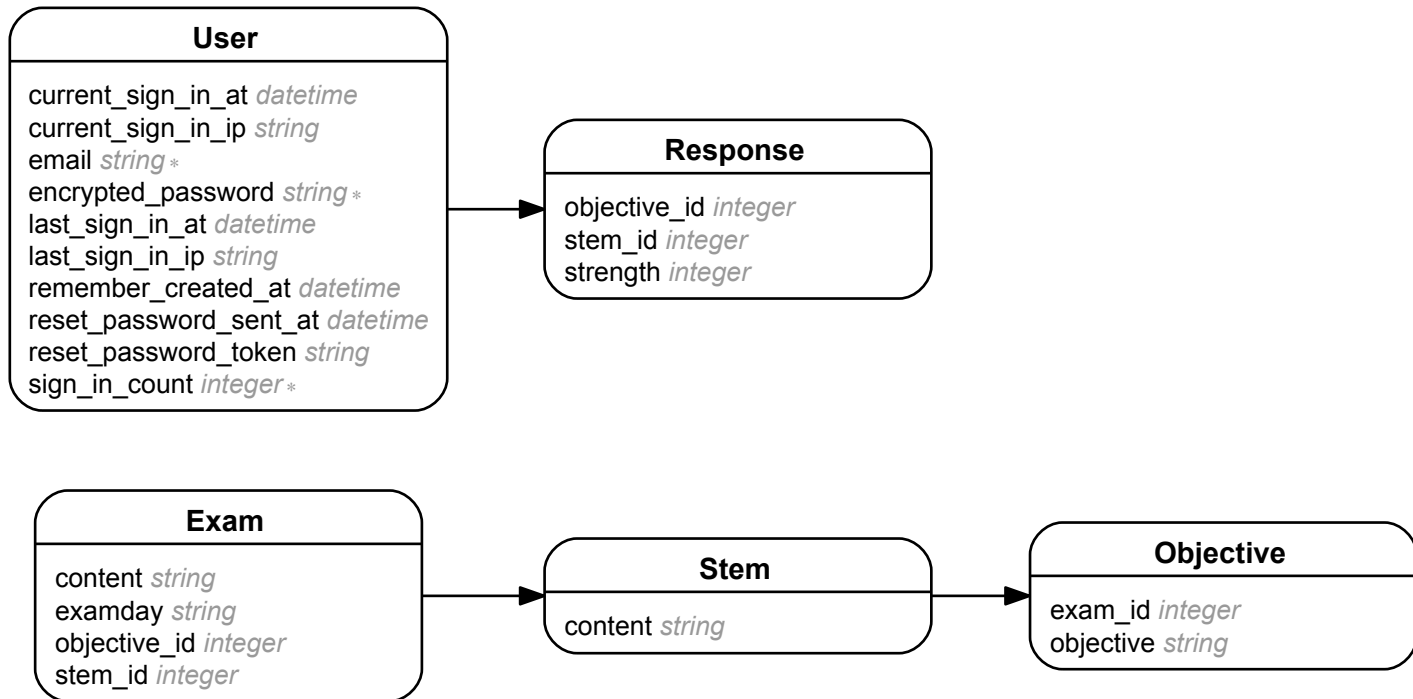 User
current_sign_in_at datetime
current_sign_in_ip string
email string *
encrypted_password string *
last_sign_in_at datetime
last_sign_in_ip string
remember_created_at datetime
reset_password_sent_at datetime
reset_password_token string
sign_in_count integer *
Response
objective_id integer
stem_id integer
strength integer
Exam
content string
examday string
objective_id integer
stem_id integer
Stem
content string
Objective
exam_id integer
objective string